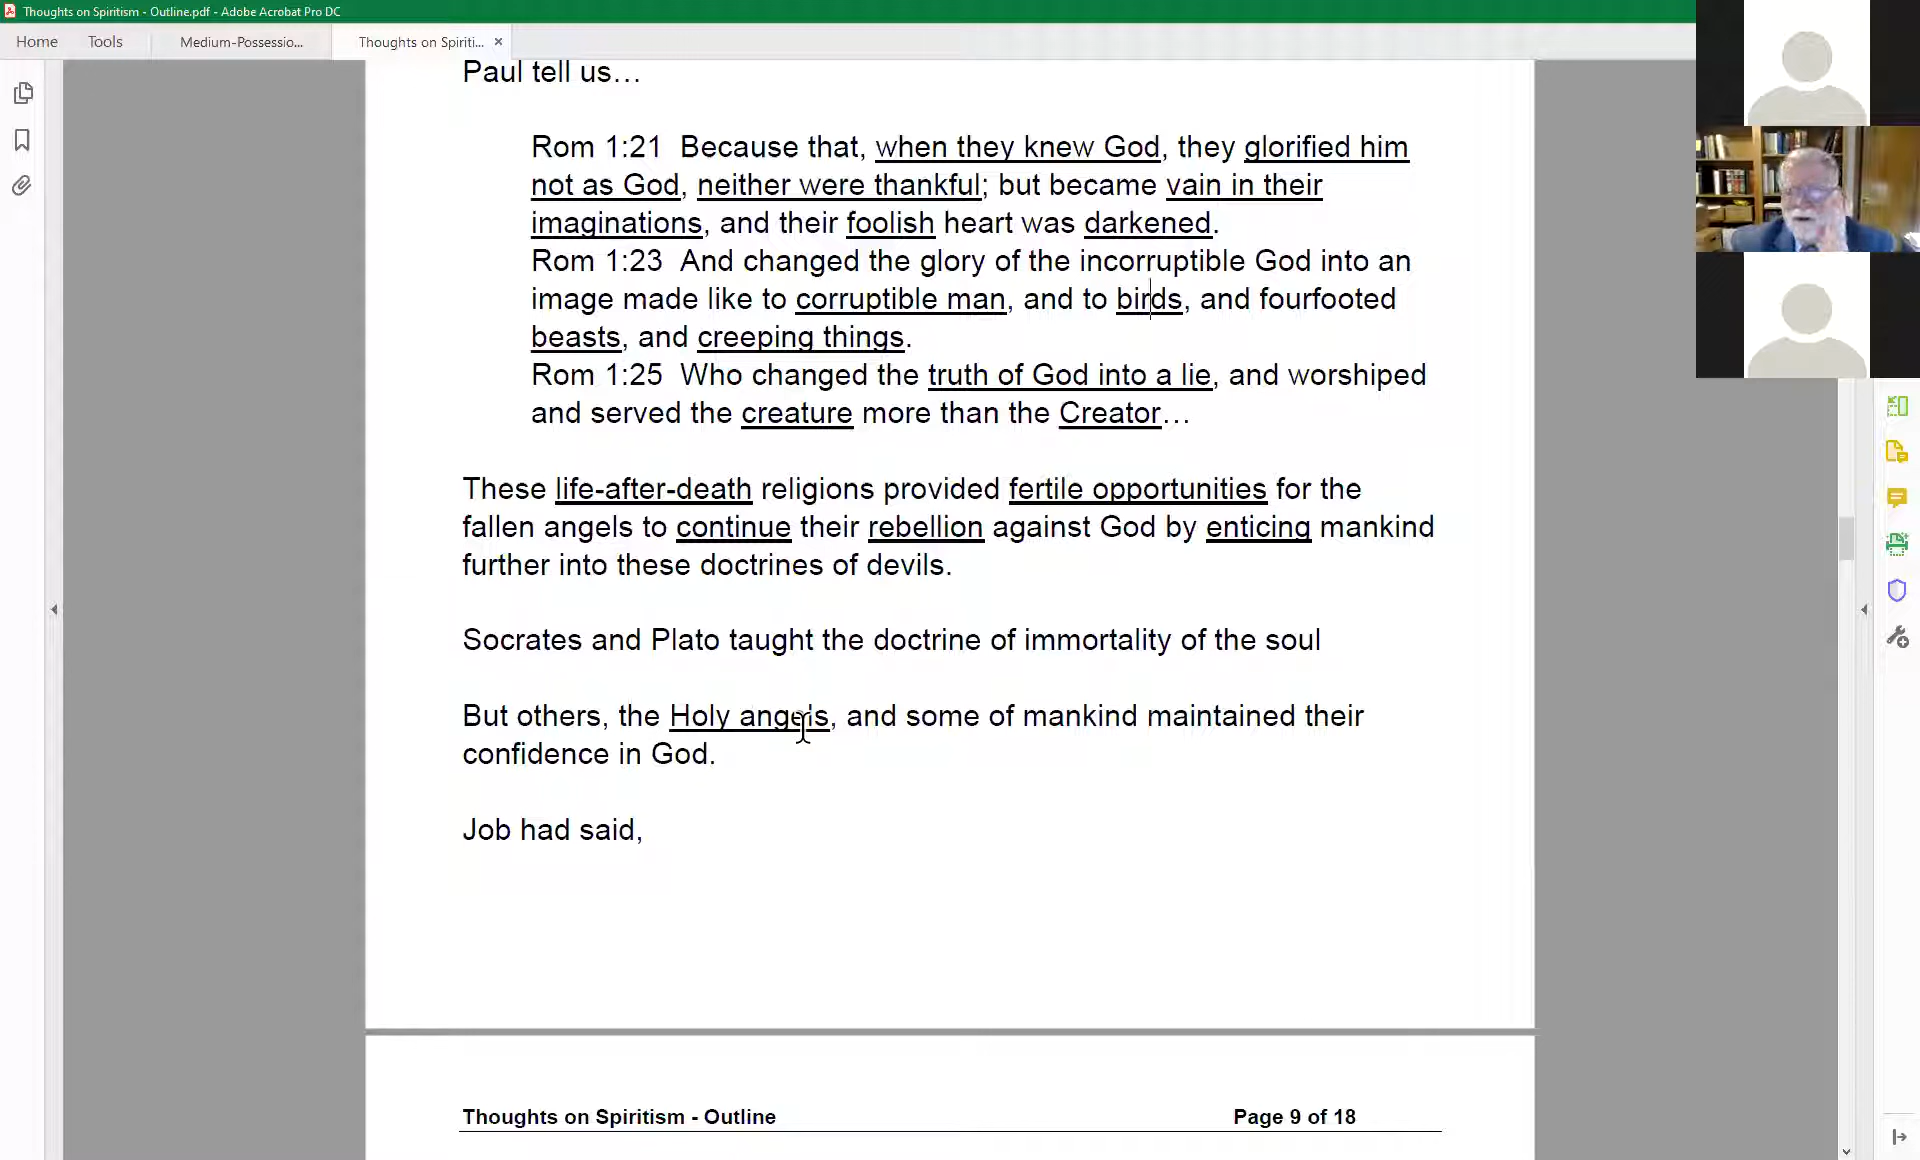 Thoughts on Spiritism - Outline.pdf - Adobe Acrobat Pro DC
Home Tools Medium-Possessio... Thoughts on Spiriti... ×
Paul tell us…
Rom 1:21 Because that, when they knew God, they glorified him
not as God, neither were thankful; but became vain in their
imaginations, and their foolish heart was darkened.
Rom 1:23 And changed the glory of the incorruptible God into an
image made like to corruptible man, and to birds, and fourfooted
beasts, and creeping things.
Rom 1:25 Who changed the truth of God into a lie, and worshiped
and served the creature more than the Creator…
These life-after-death religions provided fertile opportunities for the
fallen angels to continue their rebellion against God by enticing mankind
further into these doctrines of devils.
Socrates and Plato taught the doctrine of immortality of the soul
But others, the Holy angels, and some of mankind maintained their
confidence in God.
Job had said,
Thoughts on Spiritism - Outline Page 9 of 18